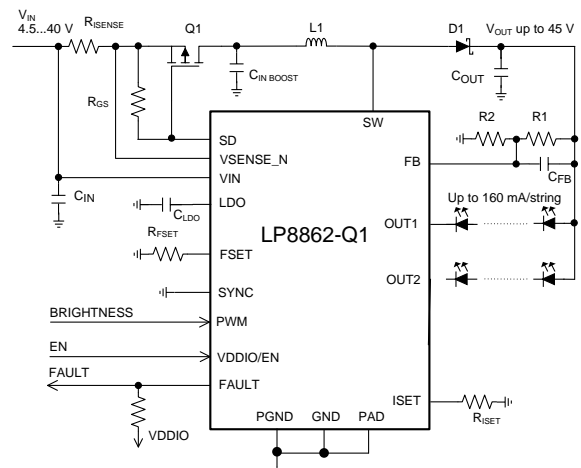 VIN
4.5...40 V
RISENSE
Q1
L1
D1
VOUT up to 45 V
CIN BOOST
COUT
RGS
SW
R2
R1
SD
VSENSE_N
FB
CFB
VIN
CIN
LDO
CLDO
Up to 160 mA/string
RFSET
LP8862-Q1
OUT1
FSET
OUT2
SYNC
BRIGHTNESS
PWM
EN
VDDIO/EN
FAULT
FAULT
ISET
RISET
VDDIO
PGND
GND
PAD